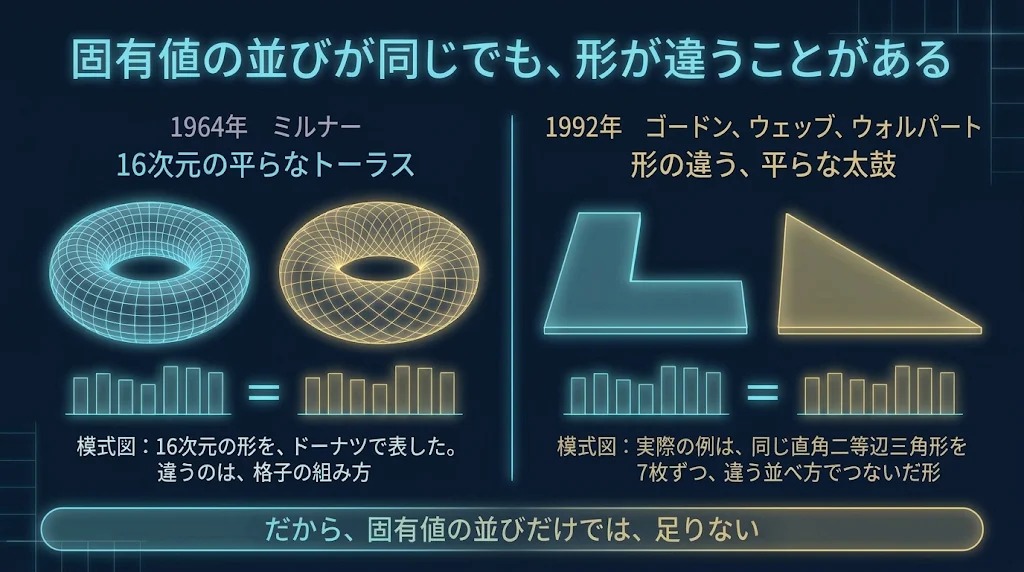 固有値の並びが同じでも、形が違うことがある
1964年　ミルナー
16次元の平らなトーラス
=
模式図：16次元の形を、ドーナツで表した。
違うのは、格子の組み方
1992年　ゴードン、ウェッブ、ウォルパート
形の違う、平らな太鼓
=
模式図：実際の例は、同じ直角二等辺三角形を
7枚ずつ、違う並べ方でつないだ形
だから、固有値の並びだけでは、足りない